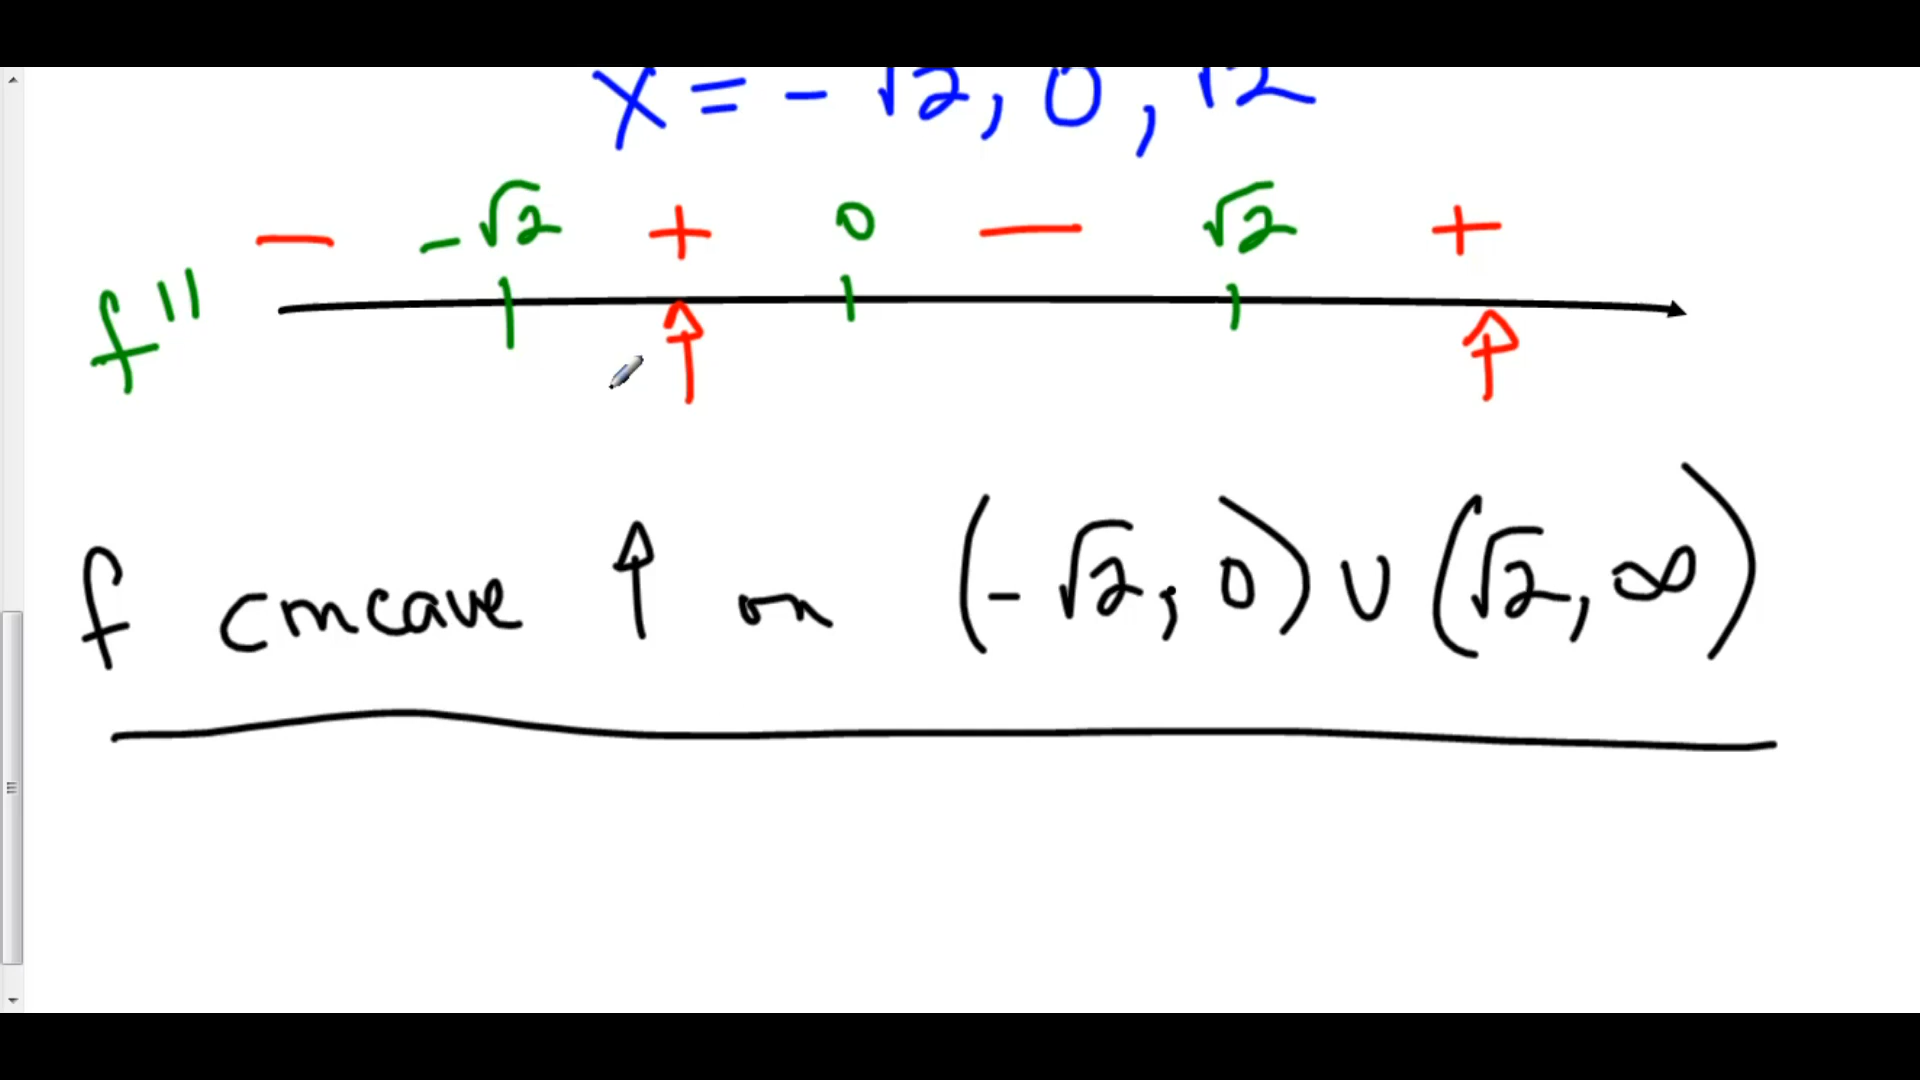 x = - √2, 0, √2
− -√2 + 0 − √2 +
f''
f concave ↑ on (-√2, 0) ∪ (√2, ∞)